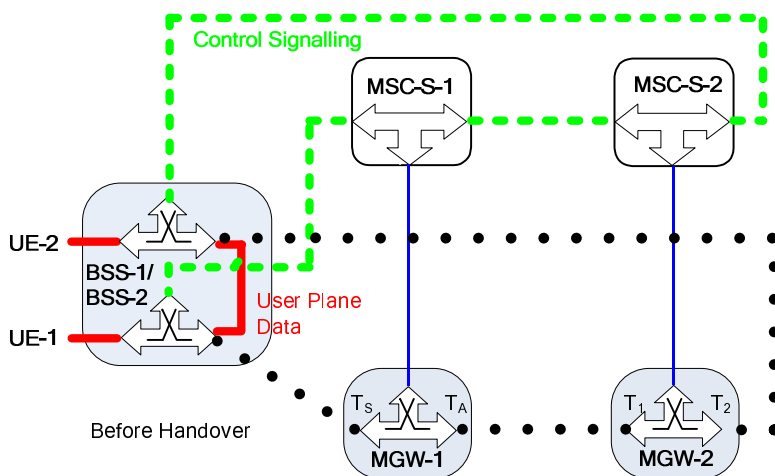 Control Signalling
MSC-S-1
MSC-S-2
UE-2
BSS-1/
BSS-2
User Plane
Data
UE-1
Before Handover
TS
TA
MGW-1
T1
T2
MGW-2